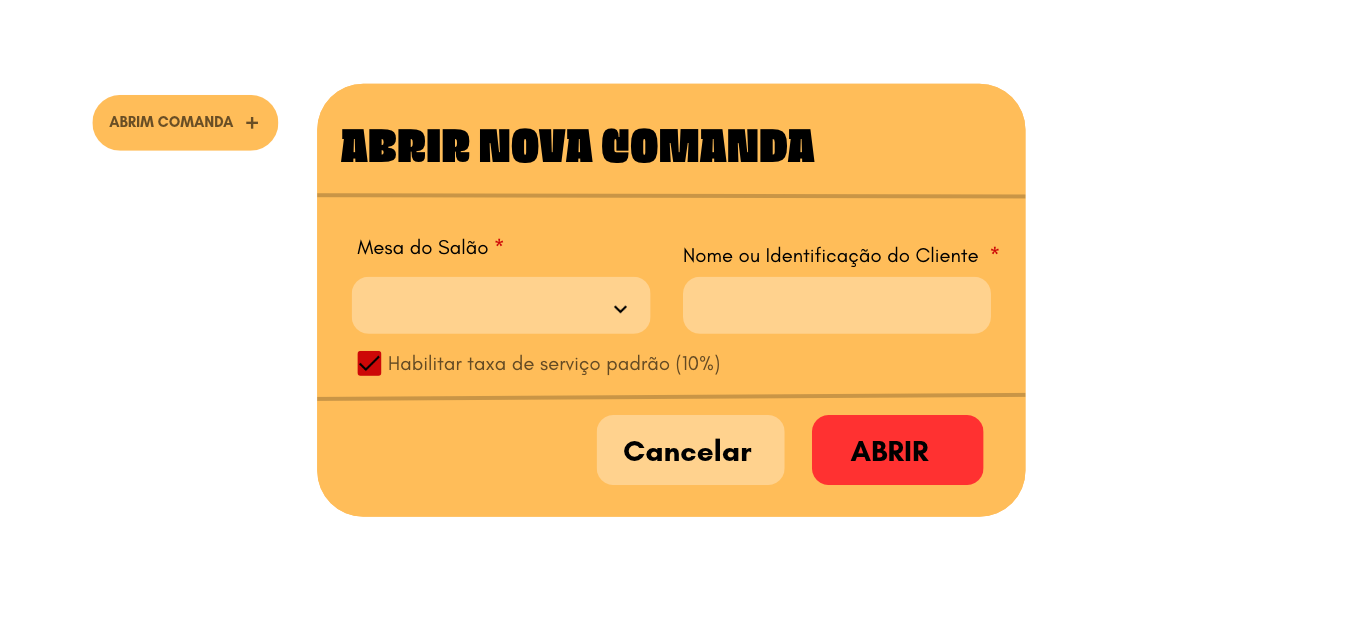 ABRIM COMANDA +
ABRIR NOVA COMANDA
Mesa do Salão *
Nome ou Identificação do Cliente *
Habilitar taxa de serviço padrão (10%)
Cancelar
ABRIR